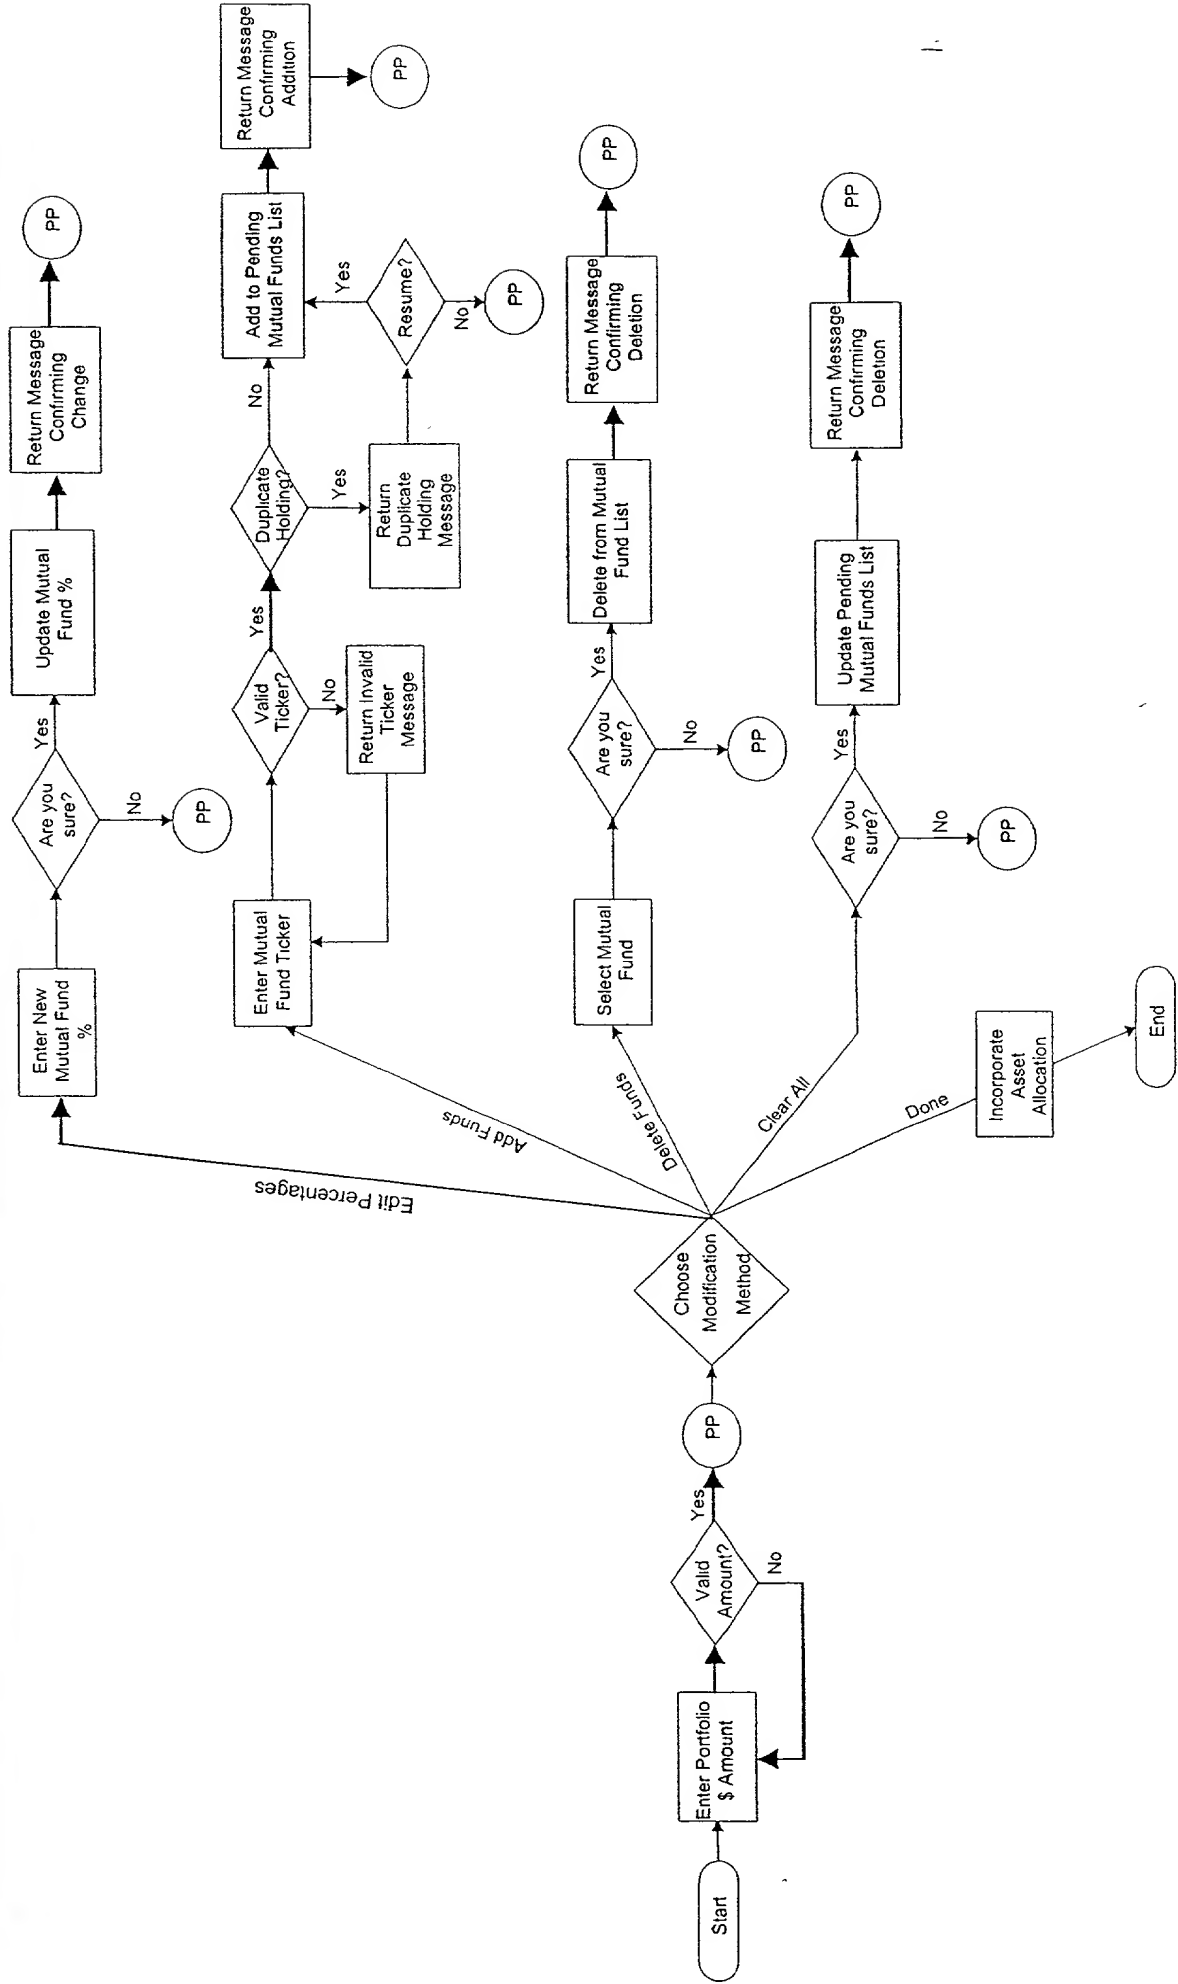 Start
Enter Portfolio
$ Amount
Valid
Amount?
Yes
No
PP
Choose
Modification
Method
Edit Percentages
Enter New
Mutual Fund
%
Are you
sure?
Yes
No
PP
Update Mutual
Fund %
Return Message
Confirming
Change
PP
Add Funds
Enter Mutual
Fund Ticker
Valid
Ticker?
Yes
No
Return Invalid
Ticker
Message
Duplicate
Holding?
No
Yes
Return
Duplicate
Holding
Message
Resume?
Yes
No
PP
Add to Pending
Mutual Funds List
Return Message
Confirming
Addition
PP
Delete Funds
Select Mutual
Fund
Are you
sure?
Yes
No
PP
Delete from Mutual
Fund List
Return Message
Confirming
Deletion
PP
Clear All
Are you
sure?
Yes
No
PP
Update Pending
Mutual Funds List
Return Message
Confirming
Deletion
PP
Done
Incorporate
Asset
Allocation
End